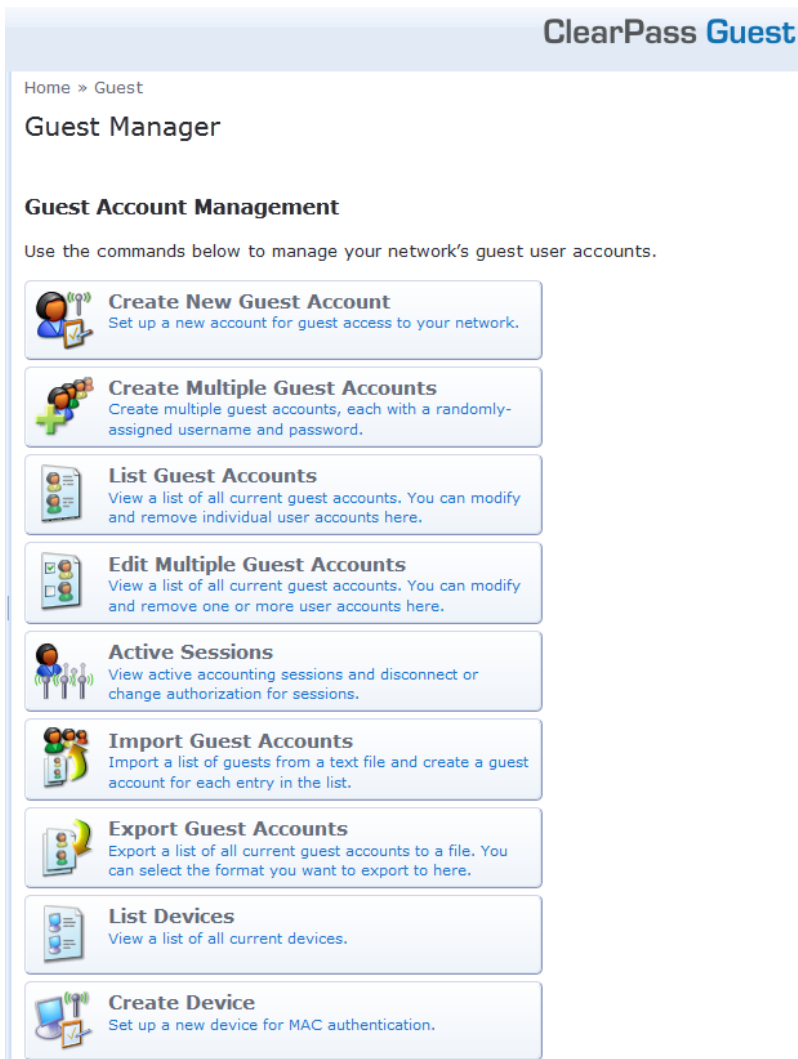 ClearPass Guest
Home » Guest
Guest Manager
Guest Account Management
Use the commands below to manage your network’s guest user accounts.
Create New Guest Account
Set up a new account for guest access to your network.
Create Multiple Guest Accounts
Create multiple guest accounts, each with a randomly-
assigned username and password.
List Guest Accounts
View a list of all current guest accounts. You can modify
and remove individual user accounts here.
Edit Multiple Guest Accounts
View a list of all current guest accounts. You can modify
and remove one or more user accounts here.
Active Sessions
View active accounting sessions and disconnect or
change authorization for sessions.
Import Guest Accounts
Import a list of guests from a text file and create a guest
account for each entry in the list.
Export Guest Accounts
Export a list of all current guest accounts to a file. You
can select the format you want to export to here.
List Devices
View a list of all current devices.
Create Device
Set up a new device for MAC authentication.